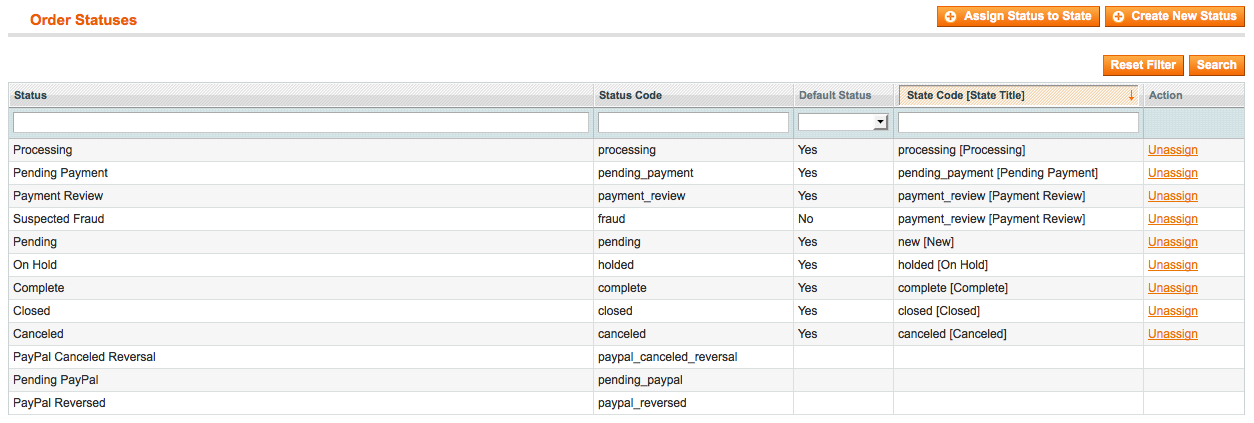 Order Statuses
Assign Status to State Create New Status
Reset Filter Search
Status Status Code Default Status State Code [State Title] Action
Processing processing Yes processing [Processing] Unassign
Pending Payment pending_payment Yes pending_payment [Pending Payment] Unassign
Payment Review payment_review Yes payment_review [Payment Review] Unassign
Suspected Fraud fraud No payment_review [Payment Review] Unassign
Pending pending Yes new [New] Unassign
On Hold holded Yes holded [On Hold] Unassign
Complete complete Yes complete [Complete] Unassign
Closed closed Yes closed [Closed] Unassign
Canceled canceled Yes canceled [Canceled] Unassign
PayPal Canceled Reversal paypal_canceled_reversal
Pending PayPal pending_paypal
PayPal Reversed paypal_reversed